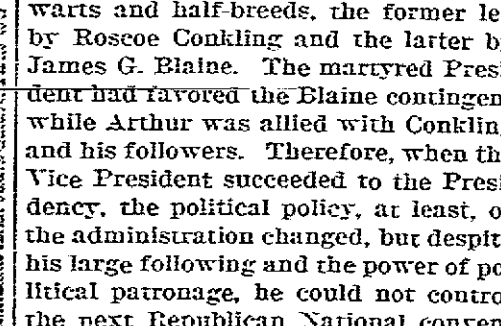 warts and half-breeds, the former le
by Roscoe Conkling and the latter b
James G. Blaine. The martyred Presi
dent had favored the Blaine contingen
while Arthur was allied with Conklin
and his followers. Therefore, when th
Vice President succeeded to the Presi
dency, the political policy, at least, o
the administration changed, but despit
his large following and the power of po
litical patronage, he could not contro
the next Republican National conven